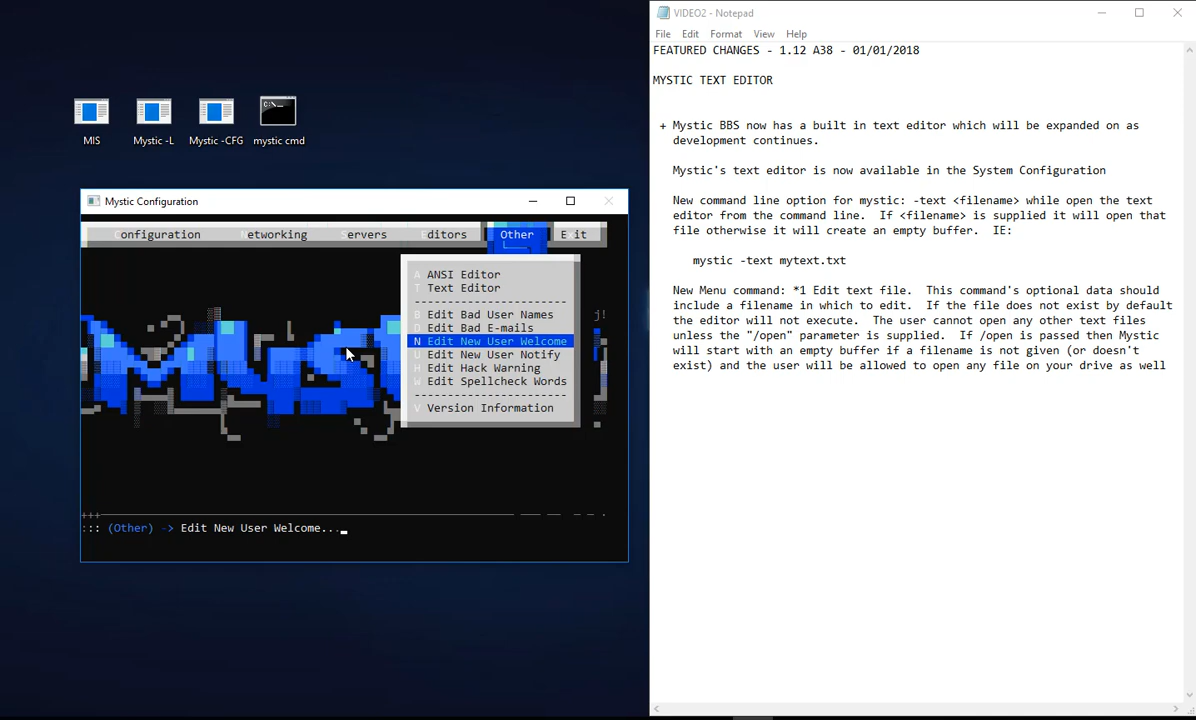 MIS
Mystic -L
Mystic -CFG
mystic cmd
Mystic Configuration
onfiguration
etworking
ervers
ditors
Other
Exit
A ANSI Editor
T Text Editor
B Edit Bad User Names
D Edit Bad E-mails
N Edit New User Welcome
U Edit New User Notify
H Edit Hack Warning
W Edit Spellcheck Words
V Version Information
j!
::: (Other) -> Edit New User Welcome...
VIDEO2 - Notepad
File Edit Format View Help
FEATURED CHANGES - 1.12 A38 - 01/01/2018
MYSTIC TEXT EDITOR
+ Mystic BBS now has a built in text editor which will be expanded on as
development continues.
Mystic's text editor is now available in the System Configuration
New command line option for mystic: -text <filename> while open the text
editor from the command line.  If <filename> is supplied it will open that
file otherwise it will create an empty buffer.  IE:
mystic -text mytext.txt
New Menu command: *1 Edit text file.  This command's optional data should
include a filename in which to edit.  If the file does not exist by default
the editor will not execute.  The user cannot open any other text files
unless the "/open" parameter is supplied.  If /open is passed then Mystic
will start with an empty buffer if a filename is not given (or doesn't
exist) and the user will be allowed to open any file on your drive as well